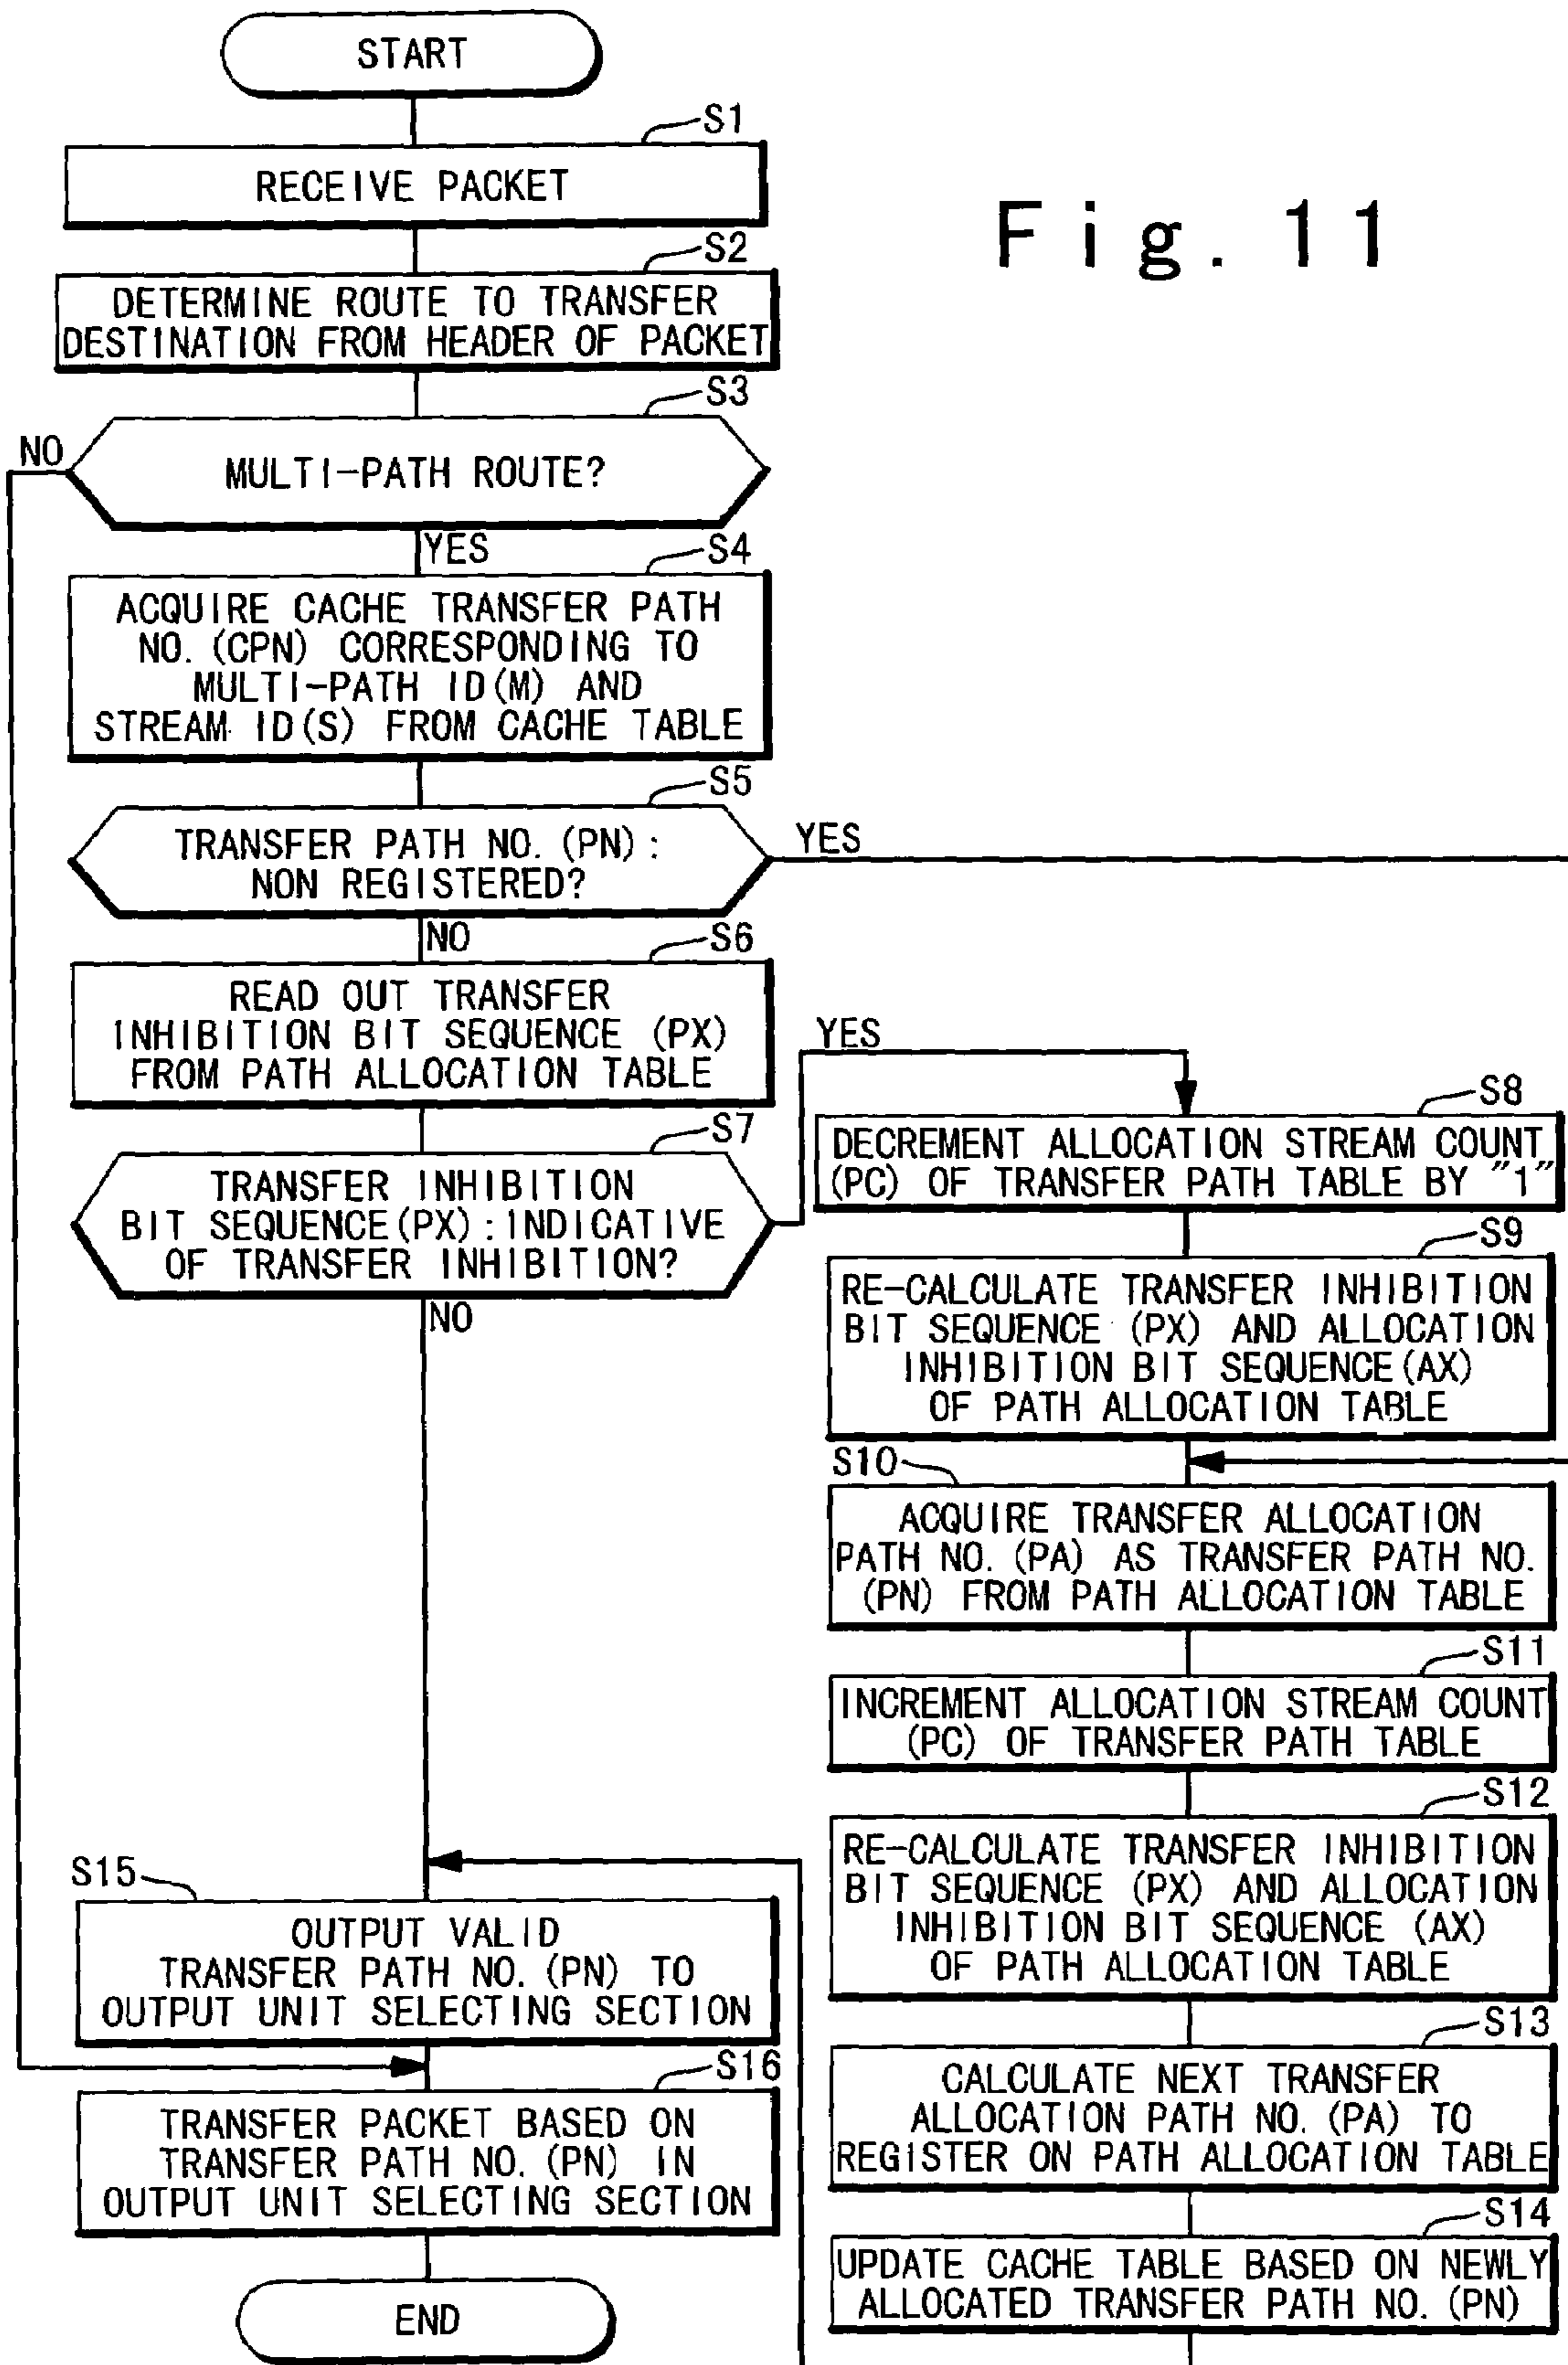 Fig. 11
START
S1
RECEIVE PACKET
S2
DETERMINE ROUTE TO TRANSFER
DESTINATION FROM HEADER OF PACKET
S3
NO
MULTI-PATH ROUTE?
YES
S4
ACQUIRE CACHE TRANSFER PATH
NO. (CPN) CORRESPONDING TO
MULTI-PATH ID(M) AND
STREAM ID(S) FROM CACHE TABLE
S5
TRANSFER PATH NO. (PN):
NON REGISTERED?
YES
NO
S6
READ OUT TRANSFER
INHIBITION BIT SEQUENCE (PX)
FROM PATH ALLOCATION TABLE
S7
TRANSFER INHIBITION
BIT SEQUENCE(PX):INDICATIVE
OF TRANSFER INHIBITION?
YES
NO
S8
DECREMENT ALLOCATION STREAM COUNT
(PC) OF TRANSFER PATH TABLE BY "1"
S9
RE-CALCULATE TRANSFER INHIBITION
BIT SEQUENCE (PX) AND ALLOCATION
INHIBITION BIT SEQUENCE(AX)
OF PATH ALLOCATION TABLE
S10
ACQUIRE TRANSFER ALLOCATION
PATH NO. (PA) AS TRANSFER PATH NO.
(PN) FROM PATH ALLOCATION TABLE
S11
INCREMENT ALLOCATION STREAM COUNT
(PC) OF TRANSFER PATH TABLE
S12
RE-CALCULATE TRANSFER INHIBITION
BIT SEQUENCE (PX) AND ALLOCATION
INHIBITION BIT SEQUENCE (AX)
OF PATH ALLOCATION TABLE
S13
CALCULATE NEXT TRANSFER
ALLOCATION PATH NO. (PA) TO
REGISTER ON PATH ALLOCATION TABLE
S14
UPDATE CACHE TABLE BASED ON NEWLY
ALLOCATED TRANSFER PATH NO. (PN)
S15
OUTPUT VALID
TRANSFER PATH NO. (PN) TO
OUTPUT UNIT SELECTING SECTION
S16
TRANSFER PACKET BASED ON
TRANSFER PATH NO. (PN) IN
OUTPUT UNIT SELECTING SECTION
END